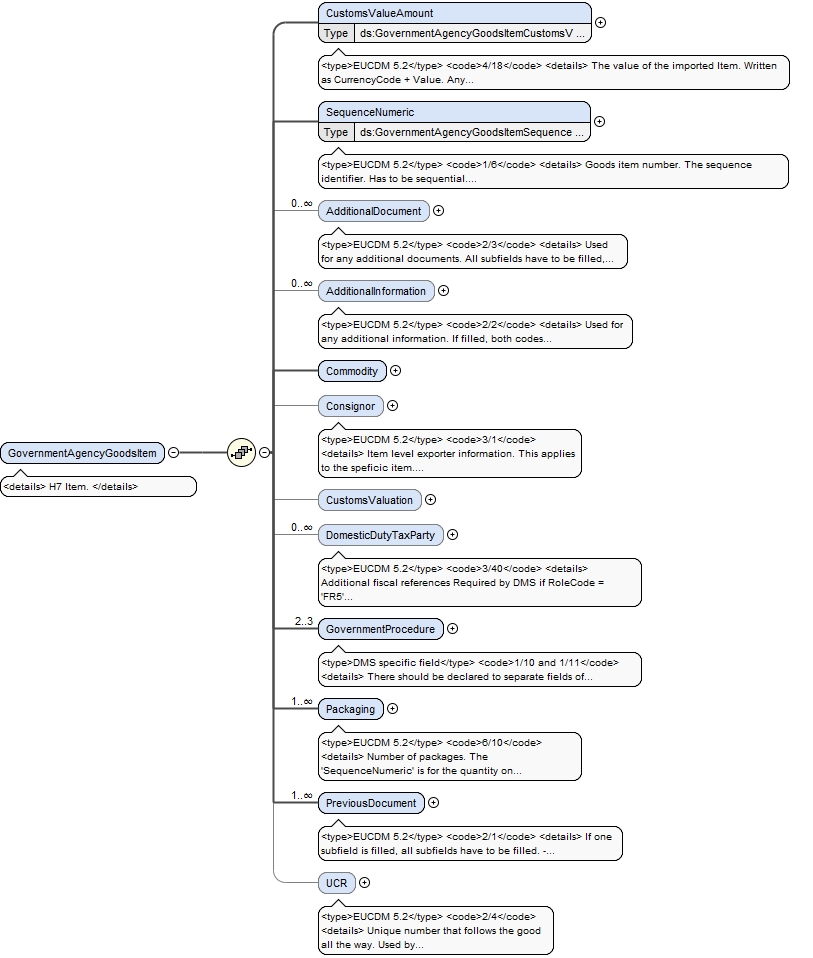 CustomsValueAmount
Type ds:GovernmentAgencyGoodsItemCustomsV ...
<type>EUCDM 5.2</type> <code>4/18</code> <details> The value of the imported Item. Written
as CurrencyCode + Value. Any...
SequenceNumeric
Type ds:GovernmentAgencyGoodsItemSequence ...
<type>EUCDM 5.2</type> <code>1/6</code> <details> Goods item number. The sequence
identifier. Has to be sequential....
0..∞
AdditionalDocument
<type>EUCDM 5.2</type> <code>2/3</code> <details> Used
for any additional documents. All subfields have to be filled,...
0..∞
AdditionalInformation
<type>EUCDM 5.2</type> <code>2/2</code> <details> Used for
any additional information. If filled, both codes...
Commodity
Consignor
<type>EUCDM 5.2</type> <code>3/1</code>
<details> Item level exporter information. This applies
to the speficic item....
GovernmentAgencyGoodsItem
<details> H7 Item. </details>
CustomsValuation
0..∞
DomesticDutyTaxParty
<type>EUCDM 5.2</type> <code>3/40</code> <details>
Additional fiscal references Required by DMS if RoleCode =
'FR5'...
2..3
GovernmentProcedure
<type>DMS specific field</type> <code>1/10 and 1/11</code>
<details> There should be declared to separate fields of...
1..∞
Packaging
<type>EUCDM 5.2</type> <code>6/10</code>
<details> Number of packages. The
'SequenceNumeric' is for the quantity on...
1..∞
PreviousDocument
<type>EUCDM 5.2</type> <code>2/1</code> <details> If one
subfield is filled, all subfields have to be filled. -...
UCR
<type>EUCDM 5.2</type> <code>2/4</code>
<details> Unique number that follows the good
all the way. Used by...